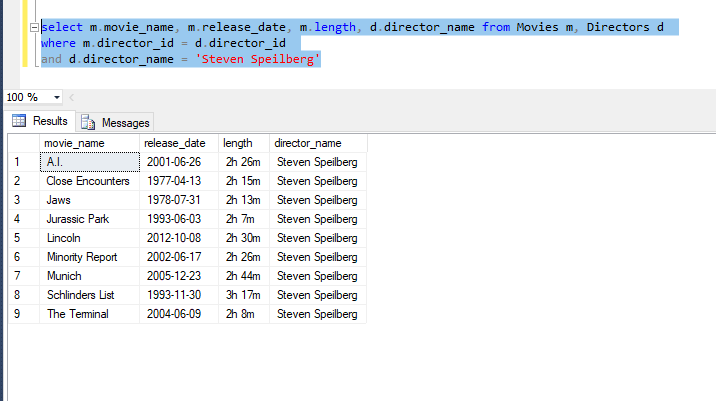 select m.movie_name, m.release_date, m.length, d.director_name from Movies m, Directors d
where m.director_id = d.director_id
and d.director_name = 'Steven Speilberg'
100 %
Results Messages
movie_name release_date length director_name
1 A.I. 2001-06-26 2h 26m Steven Speilberg
2 Close Encounters 1977-04-13 2h 15m Steven Speilberg
3 Jaws 1978-07-31 2h 13m Steven Speilberg
4 Jurassic Park 1993-06-03 2h 7m Steven Speilberg
5 Lincoln 2012-10-08 2h 30m Steven Speilberg
6 Minority Report 2002-06-17 2h 26m Steven Speilberg
7 Munich 2005-12-23 2h 44m Steven Speilberg
8 Schlinders List 1993-11-30 3h 17m Steven Speilberg
9 The Terminal 2004-06-09 2h 8m Steven Speilberg